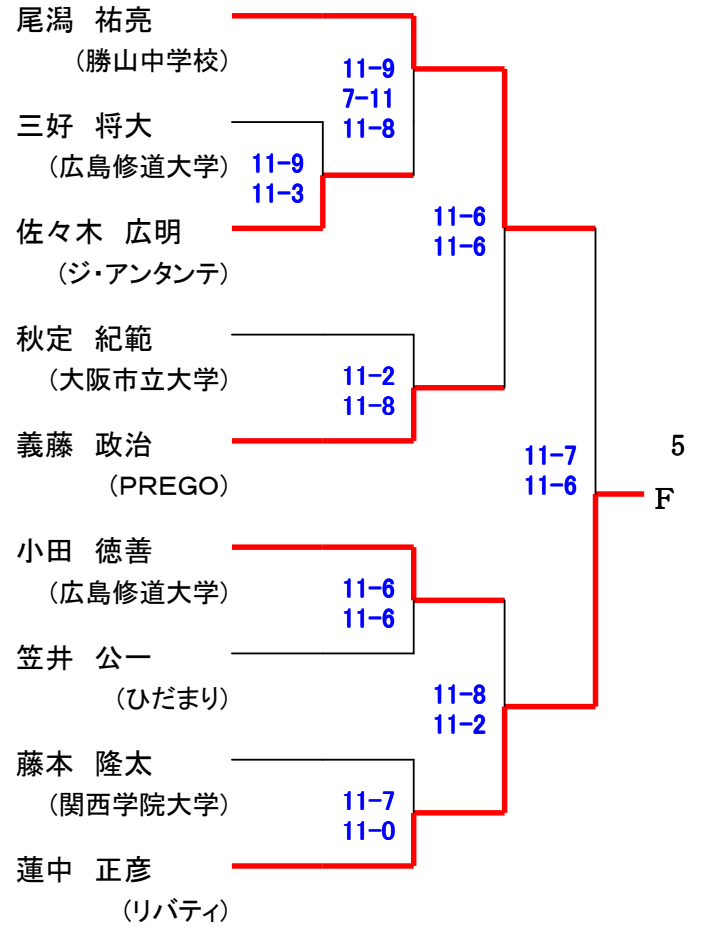 尾潟 祐亮
(勝山中学校)
11-9
7-11
11-8
三好 将大
(広島修道大学)
11-9
11-3
佐々木 広明
(ジ・アンタンテ)
11-6
11-6
秋定 紀範
(大阪市立大学)
11-2
11-8
義藤 政治
(PREGO)
11-7
11-6
5
F
小田 徳善
(広島修道大学)
11-6
11-6
笠井 公一
(ひだまり)
11-8
11-2
藤本 隆太
(関西学院大学)
11-7
11-0
蓮中 正彦
(リバティ)